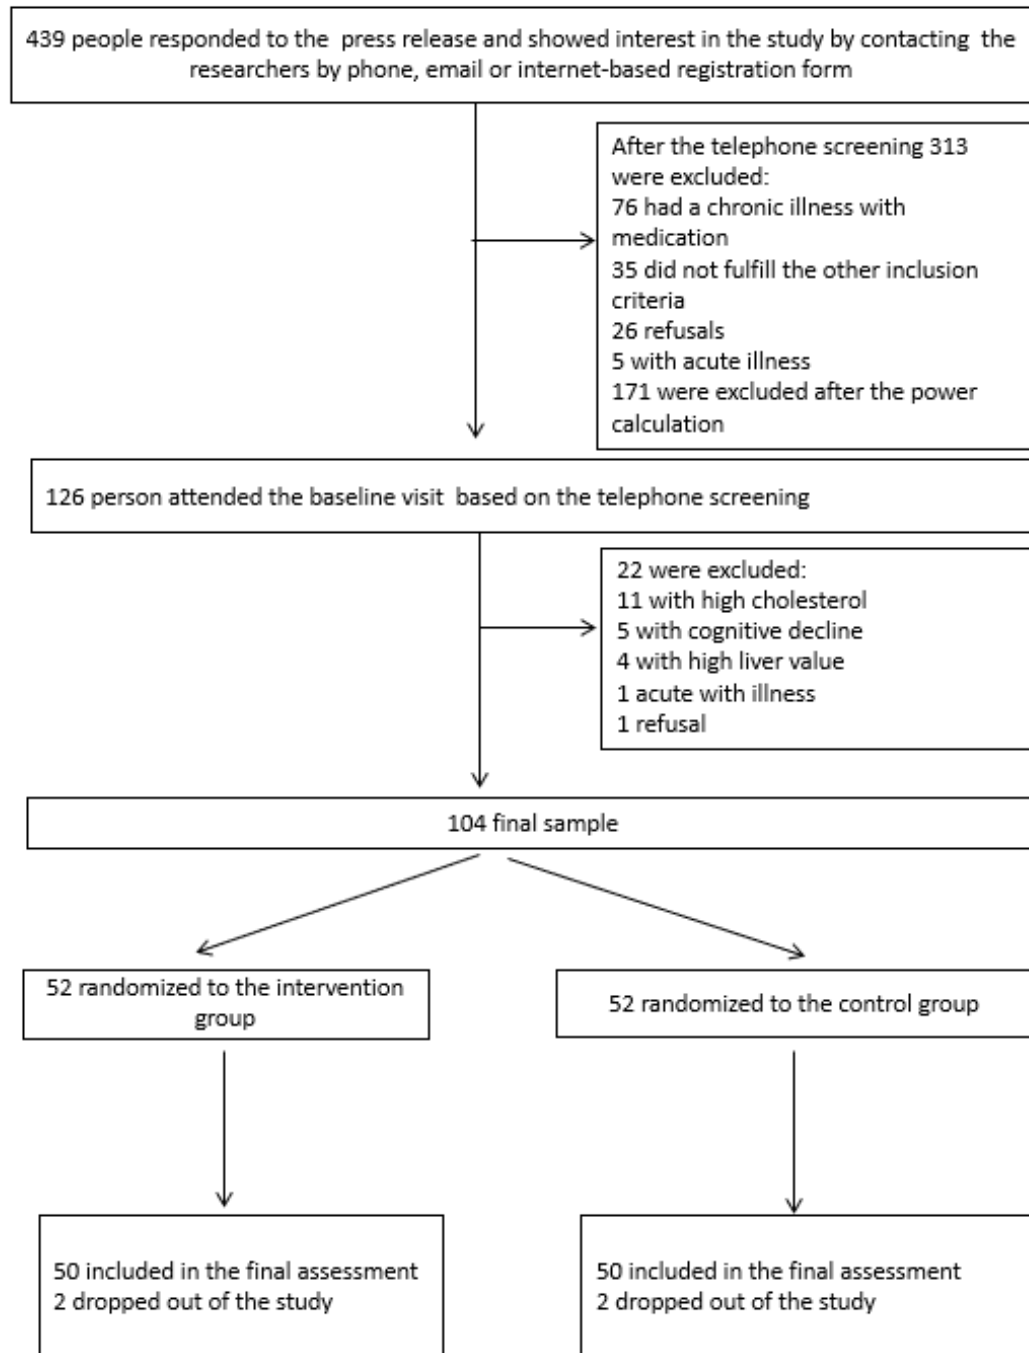 439 people responded to the press release and showed interest in the study by contacting the
researchers by phone, email or internet-based registration form
After the telephone screening 313
were excluded:
76 had a chronic illness with
medication
35 did not fulfill the other inclusion
criteria
26 refusals
5 with acute illness
171 were excluded after the power
calculation
126 person attended the baseline visit based on the telephone screening
22 were excluded:
11 with high cholesterol
5 with cognitive decline
4 with high liver value
1 acute with illness
1 refusal
104 final sample
52 randomized to the intervention
group
52 randomized to the control group
50 included in the final assessment
2 dropped out of the study
50 included in the final assessment
2 dropped out of the study